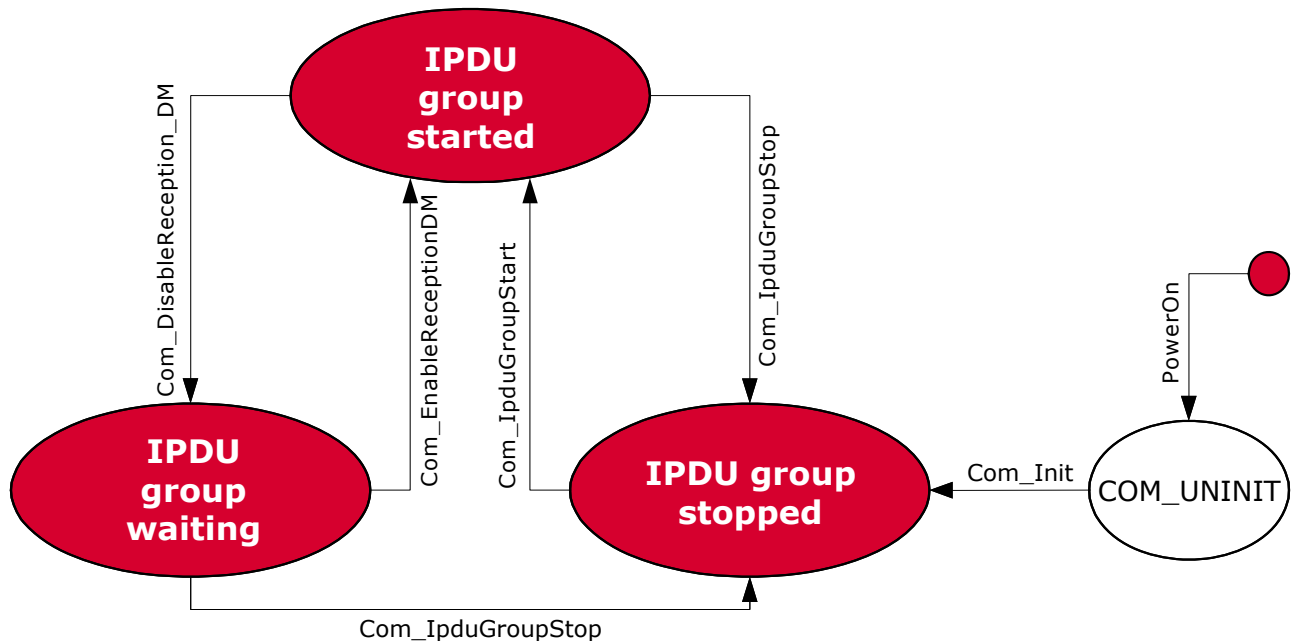 IPDU
group
started
Com_DisableReception_DM
Com_EnableReceptionDM
Com_IpduGroupStart
Com_IpduGroupStop
PowerOn
IPDU
group
waiting
IPDU group
stopped
Com_Init
COM_UNINIT
Com_IpduGroupStop